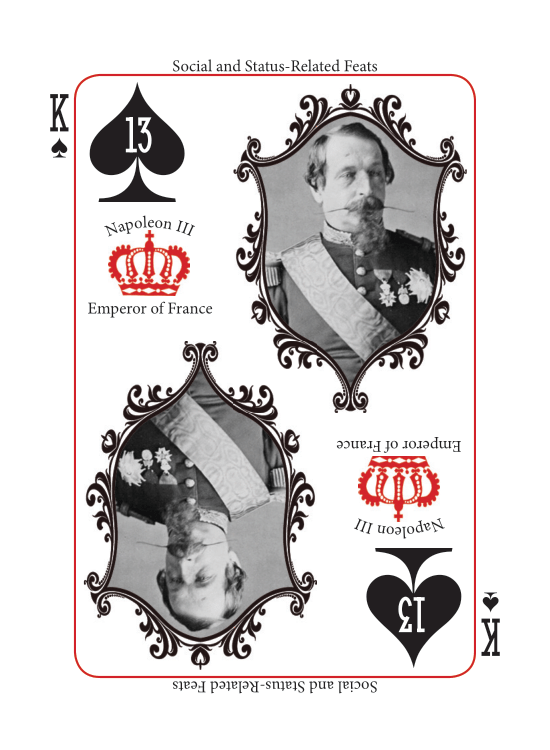 Social and Status-Related Feats
K
13
Napoleon III
Emperor of France
Emperor of France
Napoleon III
13
K
Social and Status-Related Feats